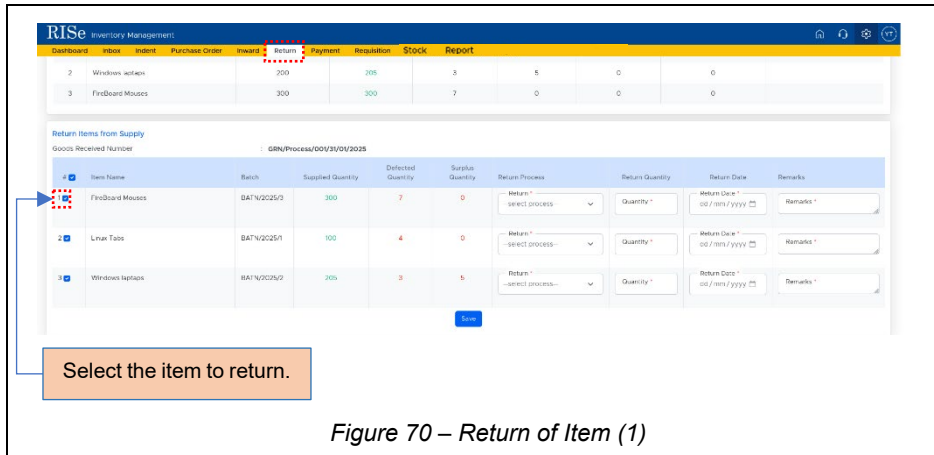 RISe Inventory Management
YT
Dashboard Inbox Indent Purchase Order Inward Return Payment Requisition Stock Report
2 Windows laptaps 200 205 3 5 0 0
3 FireBoard Mouses 300 300 7 0 0 0
Return Items from Supply
Goods Received Number : GRN/Process/001/31/01/2025
# Item Name Batch Supplied Quantity Defected Quantity Surplus Quantity Return Process Return Quantity Return Date Remarks
1 FireBoard Mouses BATN/2025/3 300 7 0 Return * --select process-- Quantity * Return Date * dd/mm/yyyy Remarks *
2 Linux Tabs BATN/2025/1 100 4 0 Return * --select process-- Quantity * Return Date * dd/mm/yyyy Remarks *
3 Windows laptaps BATN/2025/2 205 3 5 Return * --select process-- Quantity * Return Date * dd/mm/yyyy Remarks *
Save
Select the item to return.
Figure 70 – Return of Item (1)